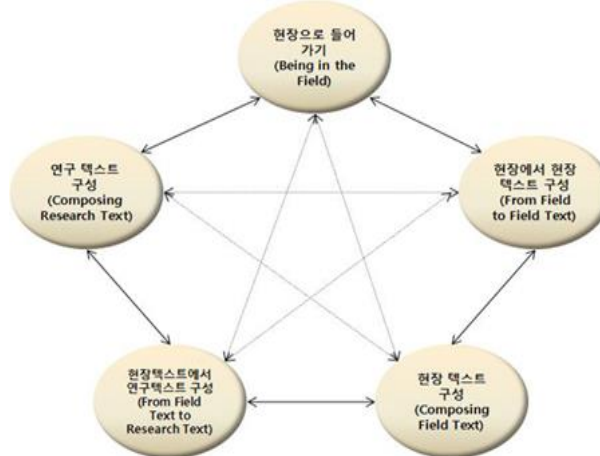 현장으로 들어
가기
(Being in the
Field)
연구 텍스트
구성
(Composing
Research Text)
현장에서 현장
텍스트 구성
(From Field
to Field Text)
현장텍스트에서
연구텍스트 구성
(From Field
Text to
Research Text)
현장 텍스트
구성
(Composing
Field Text)